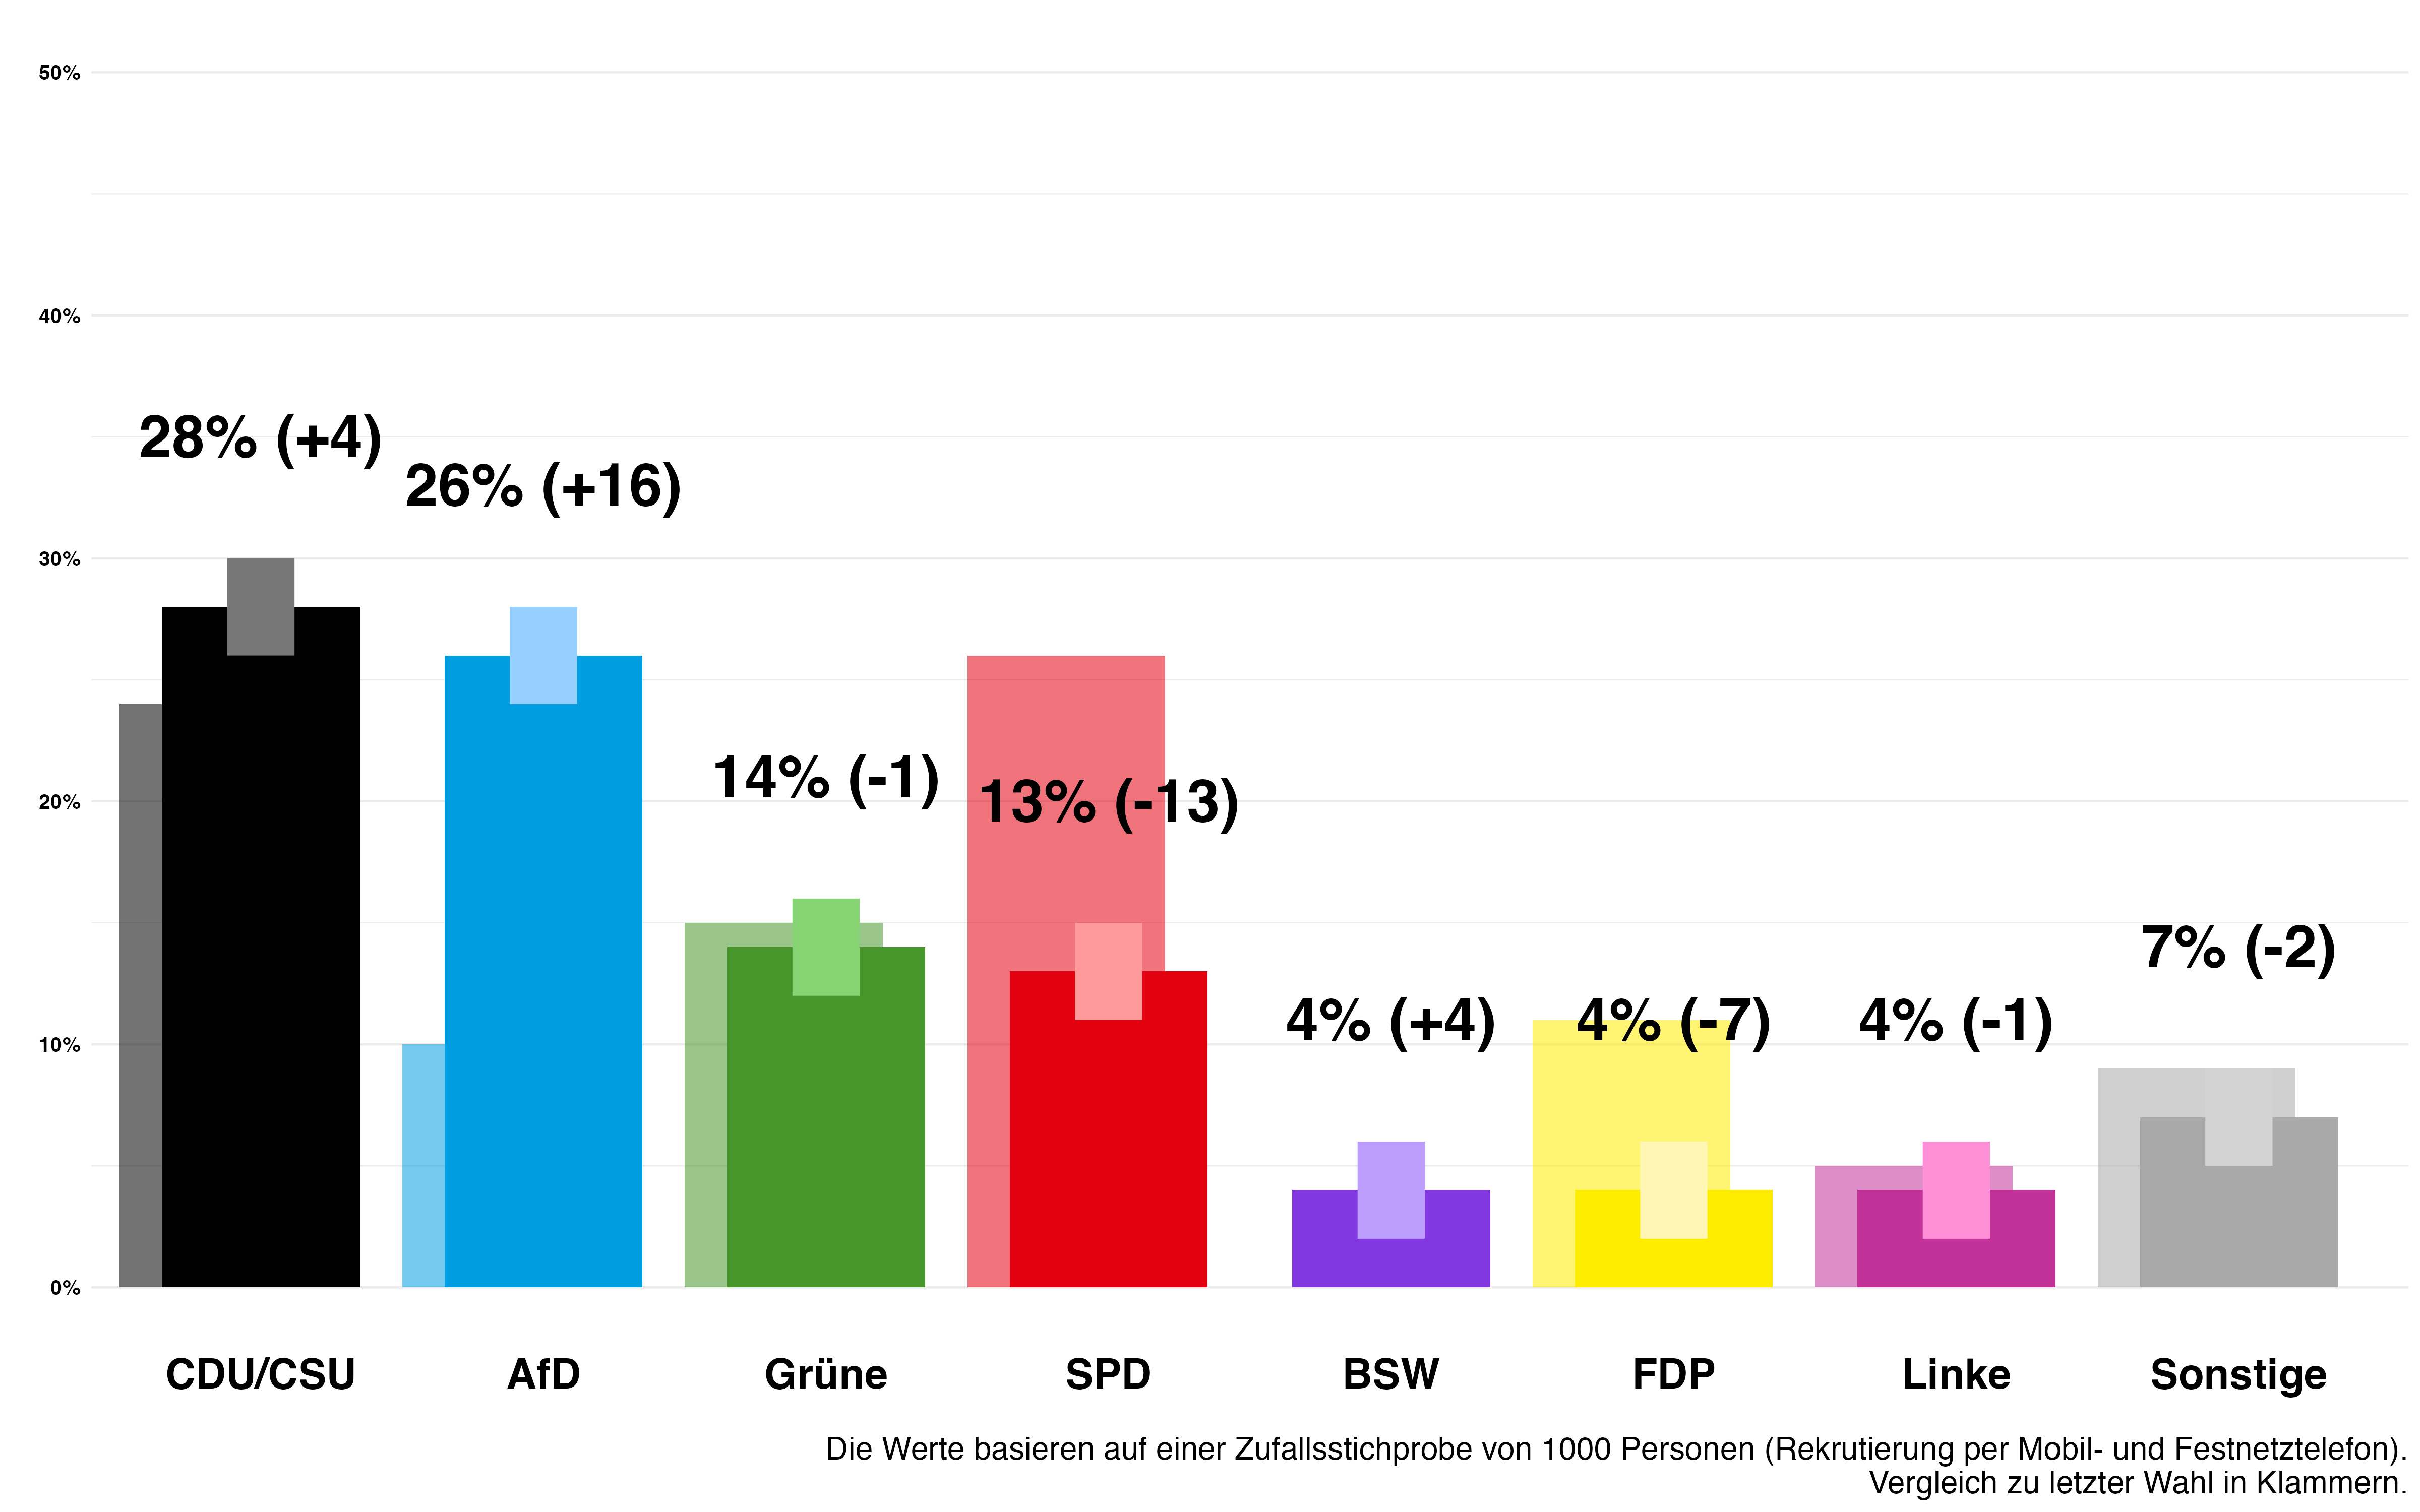 50%
40%
30%
20%
10%
0%
28% (+4)
26% (+16)
14% (-1)
13% (-13)
4% (+4)
4% (-7)
4% (-1)
7% (-2)
CDU/CSU
AfD
Grüne
SPD
BSW
FDP
Linke
Sonstige
Die Werte basieren auf einer Zufallsstichprobe von 1000 Personen (Rekrutierung per Mobil- und Festnetztelefon).
Vergleich zu letzter Wahl in Klammern.